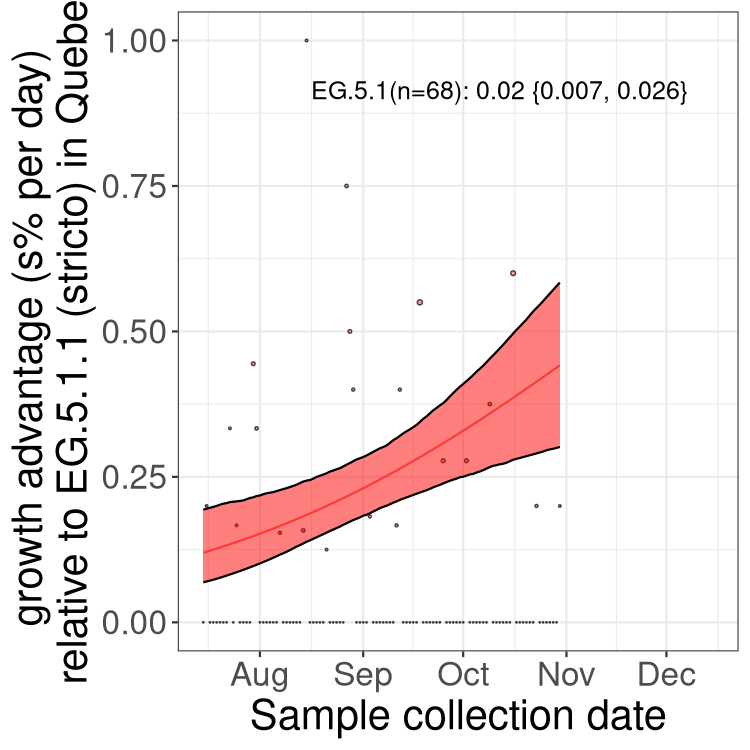 growth advantage (s% per day)
relative to EG.5.1.1 (stricto) in Quebe
1.00
0.75
0.50
0.25
0.00
EG.5.1(n=68): 0.02 {0.007, 0.026}
Aug Sep Oct Nov Dec
Sample collection date